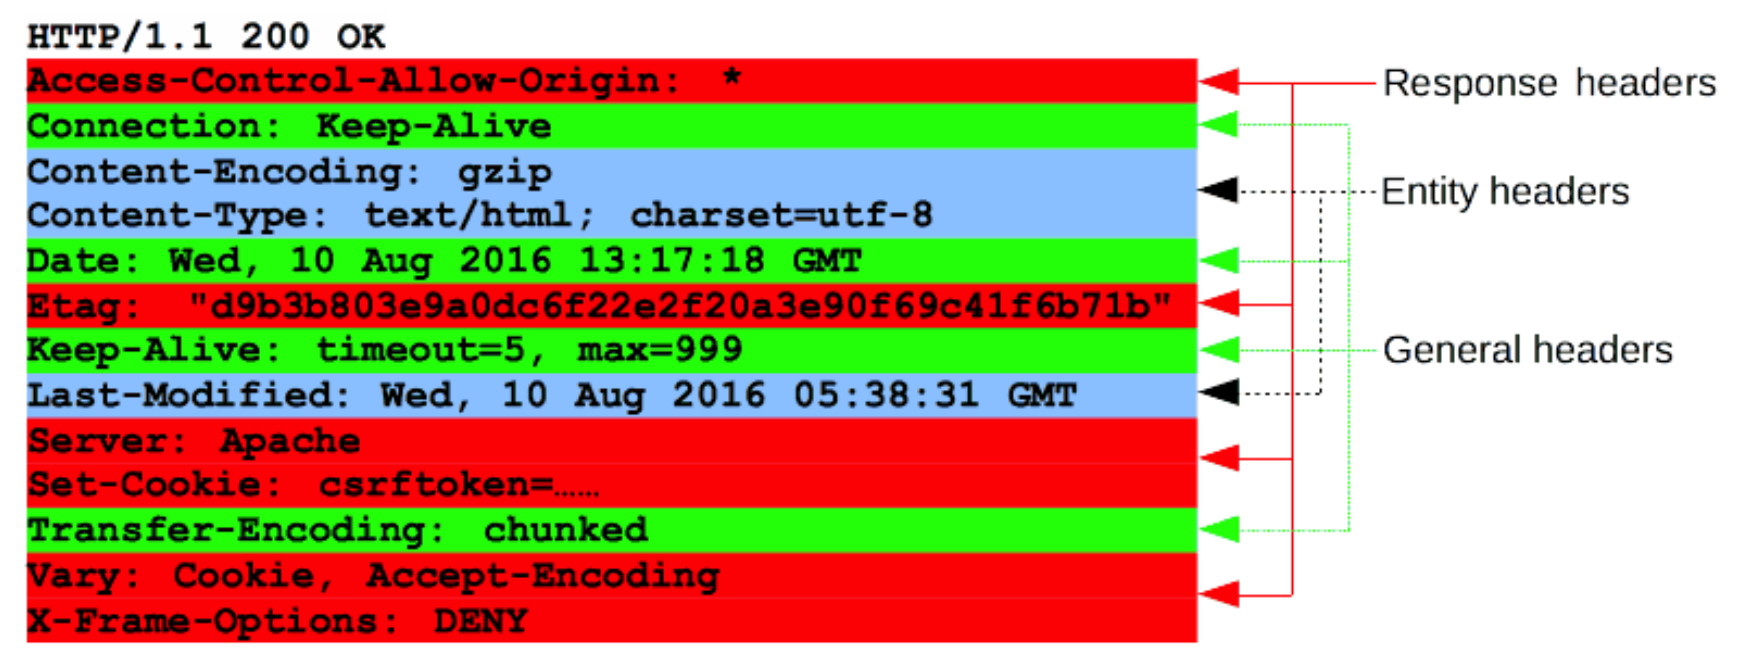 HTTP/1.1 200 OK
Access-Control-Allow-Origin: *
Connection: Keep-Alive
Content-Encoding: gzip
Content-Type: text/html; charset=utf-8
Date: Wed, 10 Aug 2016 13:17:18 GMT
Etag: "d9b3b803e9a0dc6f22e2f20a3e90f69c41f6b71b"
Keep-Alive: timeout=5, max=999
Last-Modified: Wed, 10 Aug 2016 05:38:31 GMT
Server: Apache
Set-Cookie: csrftoken=……
Transfer-Encoding: chunked
Vary: Cookie, Accept-Encoding
X-Frame-Options: DENY
Response headers
Entity headers
General headers